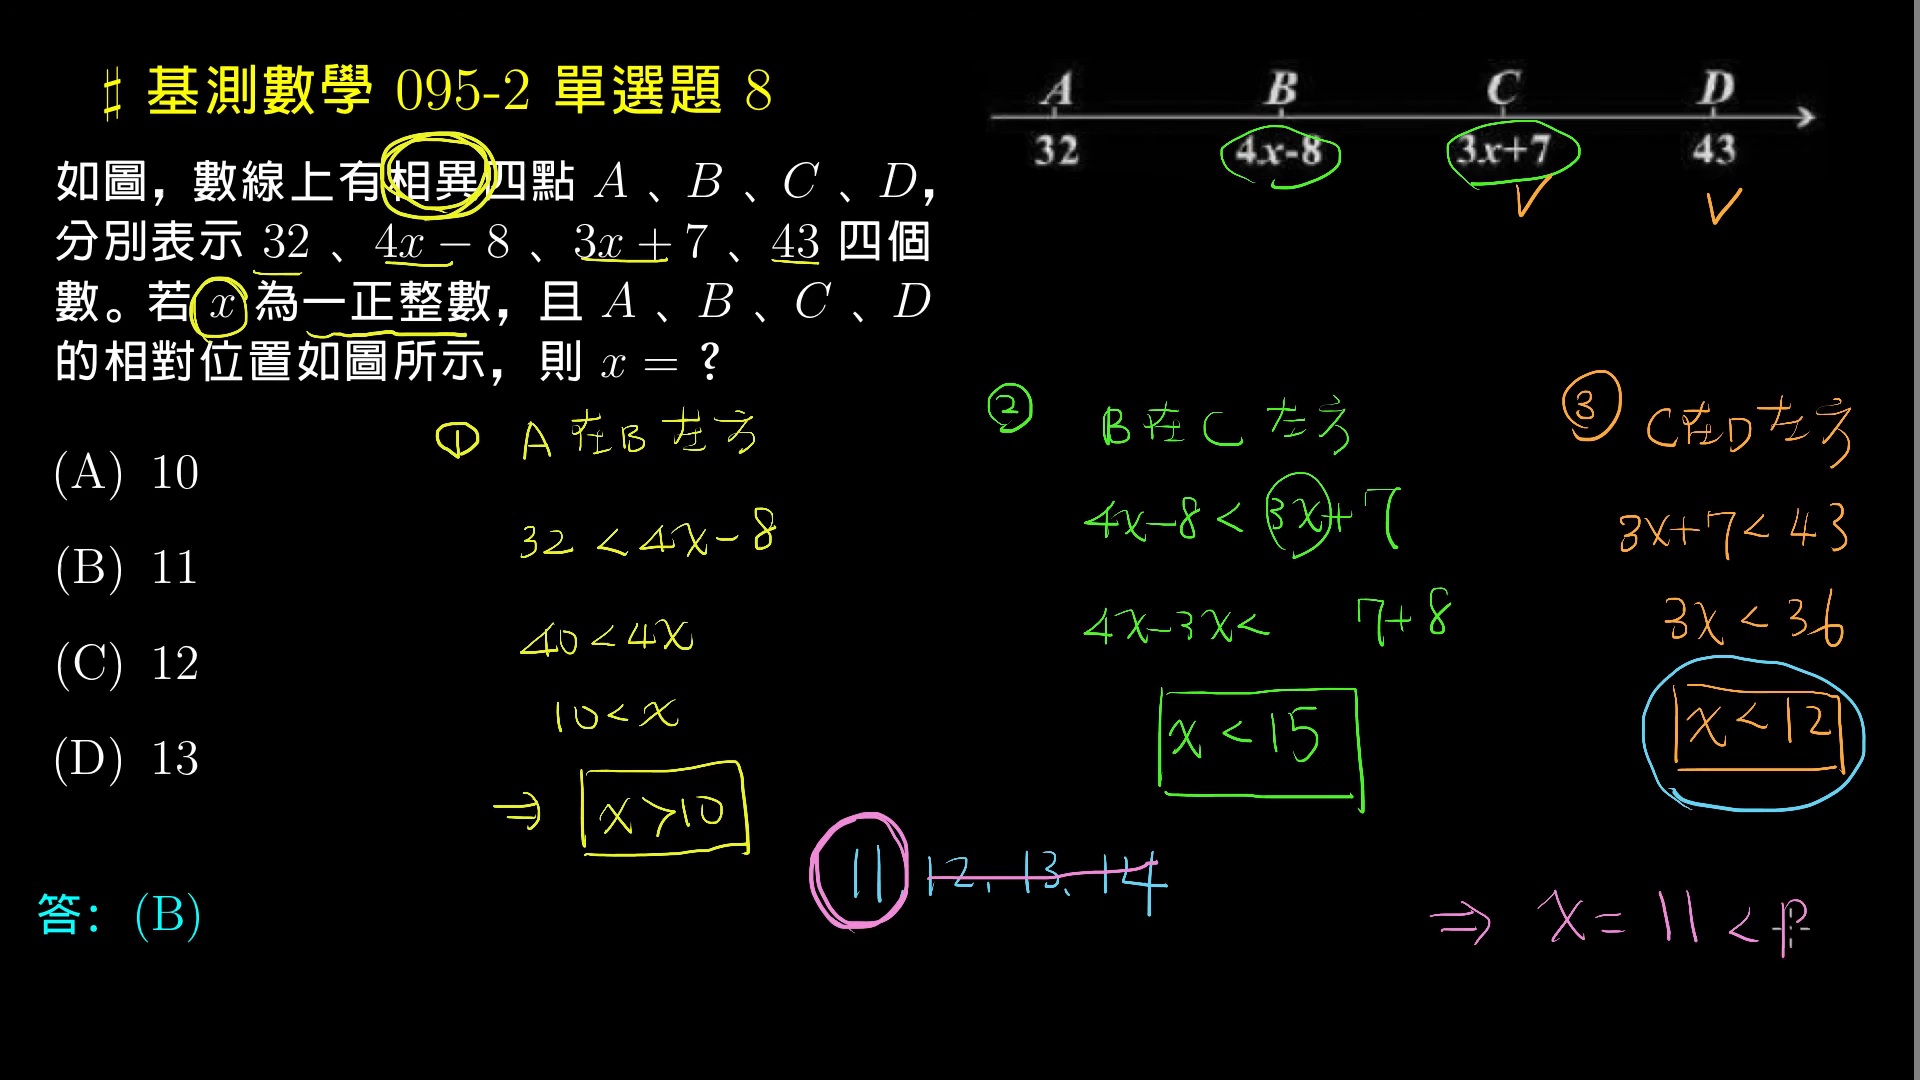 ♯ 基測數學 095-2 單選題 8
如圖，數線上有相異四點 A 、B 、C 、D，
分別表示 32 、4x − 8 、3x + 7 、43 四個
數。若 x 為一正整數，且 A 、B 、C 、D
的相對位置如圖所示，則 x = ？
(A) 10
(B) 11
(C) 12
(D) 13
答：(B)
A B C D
32 4x-8 3x+7 43
① A在B左方
32 < 4x − 8
40 < 4x
10 < x
⇒ x > 10
② B在C左方
4x − 8 < 3x + 7
4x − 3x < 7 + 8
x < 15
③ C在D左方
3x + 7 < 43
3x < 36
x < 12
11 12、13、14
⇒ x = 11 <